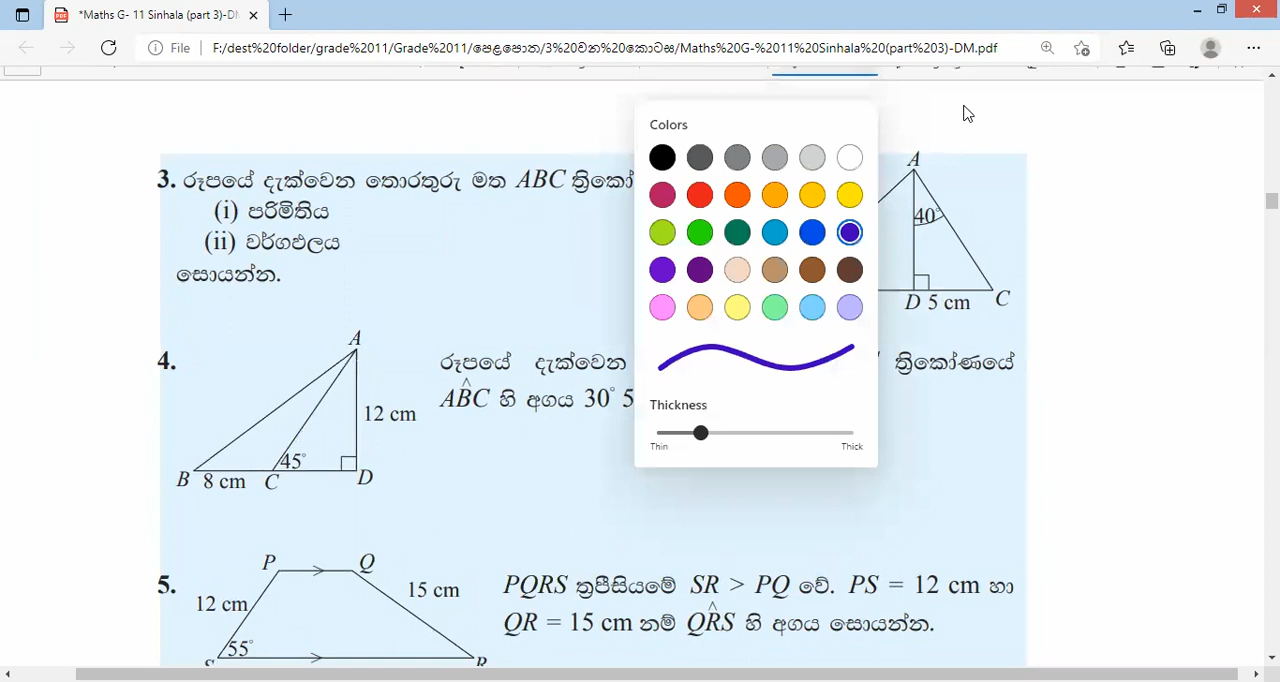 *Maths G- 11 Sinhala (part 3)-DM
File
F:/dest%20folder/grade%2011/Grade%2011/පෙළපොත/3%20වන%20කොටස/Maths%20G-%2011%20Sinhala%20(part%203)-DM.pdf
Colors
Thickness
Thin
Thick
3. රූපයේ දැක්වෙන තොරතුරු මත ABC
(i) පරිමිතිය
(ii) වර්ගඵලය
සොයන්න.
A
40°
D 5 cm C
4.
A
12 cm
45°
B 8 cm C D
රූපයේ දැක්වෙන ත්‍රිකෝණයේ
ABC හි අගය 30° 5
5.
P Q
12 cm
15 cm
55°
PQRS ත්‍රපීසියමේ SR > PQ වේ. PS = 12 cm හා
QR = 15 cm නම් QR̂S හි අගය සොයන්න.